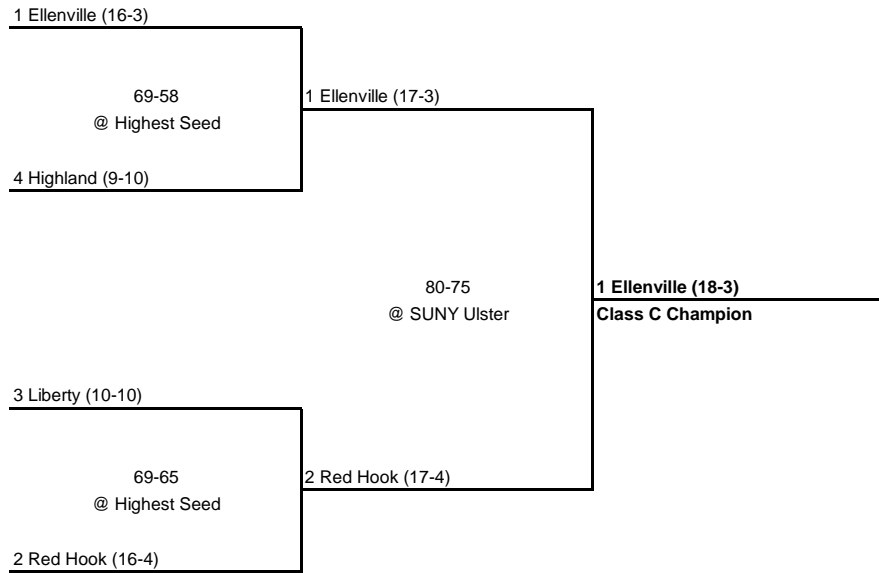 1 Ellenville (16-3)
69-58
@ Highest Seed
1 Ellenville (17-3)
4 Highland (9-10)
80-75
@ SUNY Ulster
1 Ellenville (18-3)
Class C Champion
3 Liberty (10-10)
69-65
@ Highest Seed
2 Red Hook (17-4)
2 Red Hook (16-4)